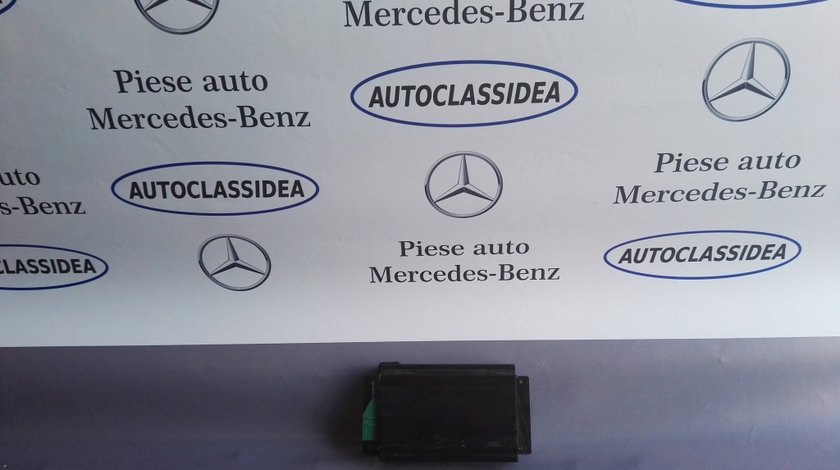 Mercedes-Benz
Piese auto
Mercedes-Benz
AUTOCLASSIDEA
Piese auto
Mercedes-Benz
AUTOCLASSIDEA
Piese auto
Mercedes-Benz
AUTOCLASSIDEA
uto
s-Benz
CLASSIDEA